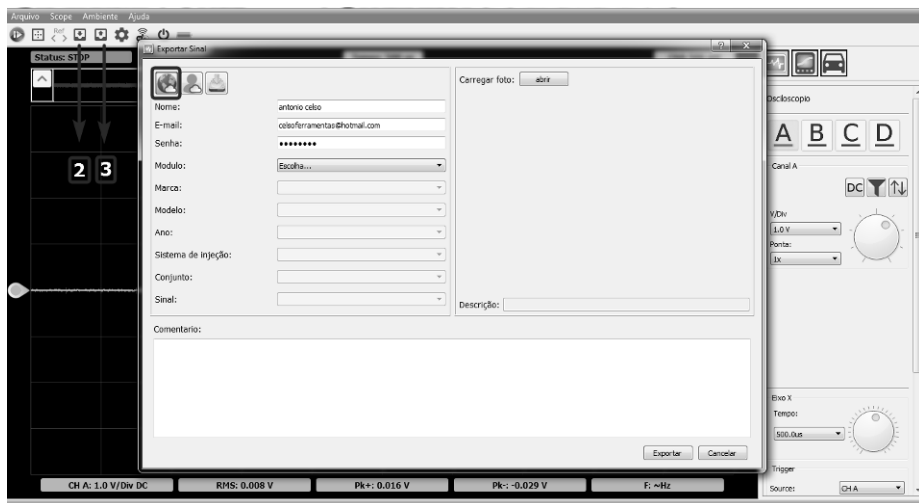 Arquivo Scope Ambiente Ajuda
Ref
Status: STOP
2 3
Exportar Sinal
Nome: antonio celso
E-mail: celsoferramentas@hotmail.com
Senha: ••••••••
Modulo: Escolha...
Marca:
Modelo:
Ano:
Sistema de injeção:
Conjunto:
Sinal:
Carregar foto: abrir
Descrição:
Comentario:
Exportar Cancelar
Osciloscopio
A B C D
Canal A
DC
V/Div
1.0 V
Ponta:
1x
Eixo X
Tempo:
500.0us
Trigger
Source: CH A
CH A: 1.0 V/Div DC RMS: 0.008 V Pk+: 0.016 V Pk-: -0.029 V F: ~Hz